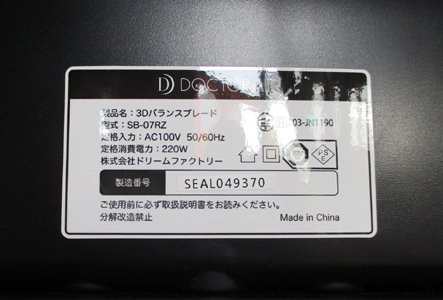 DOCTOR
製品名：3Dバランスブレード
型式：SB-07RZ
定格入力：AC100V 50/60Hz
定格消費電力：220W
株式会社ドリームファクトリー
PS
E
製造番号 SEAL049370
ご使用前に必ず取扱説明書をお読みください。
分解改造禁止 Made in China